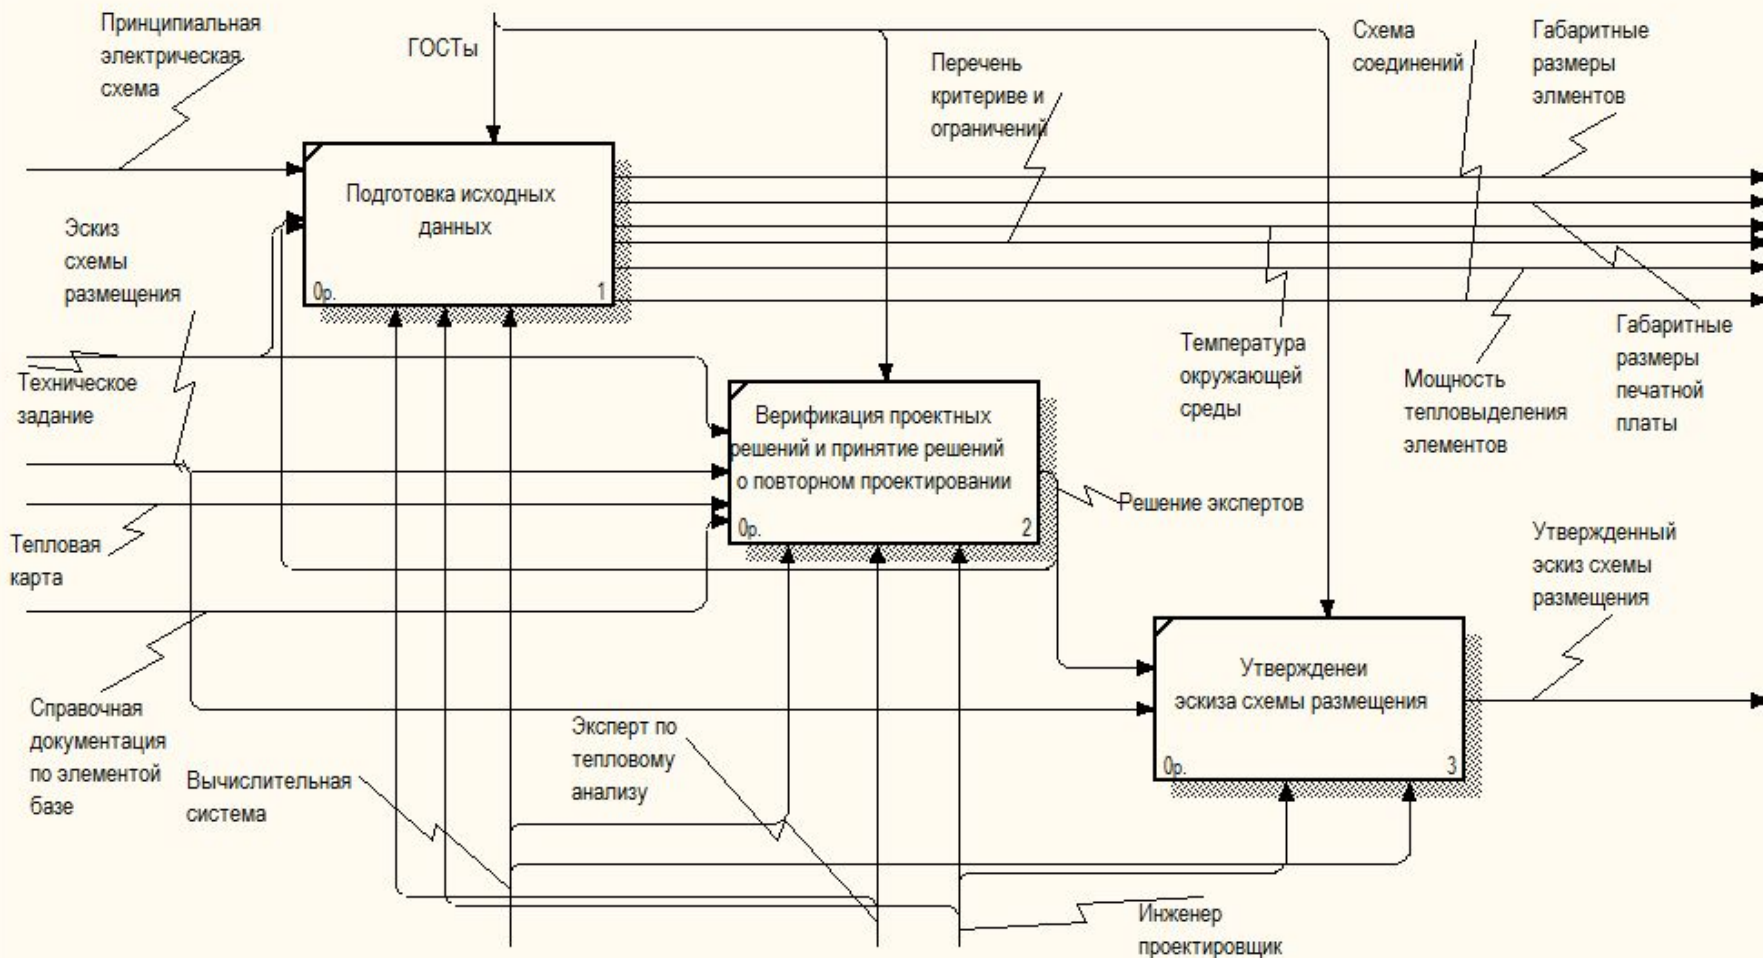 Принципиальная
электрическая
схема
ГОСТы
Перечень
критериве и
ограничений
Схема
соединений
Габаритные
размеры
элментов
Подготовка исходных
данных
0р.
1
Эскиз
схемы
размещения
Техническое
задание
Температура
окружающей
среды
Мощность
тепловыделения
элементов
Габаритные
размеры
печатной
платы
Верификация проектных
решений и принятие решений
о повторном проектировании
0р.
2
Решение экспертов
Тепловая
карта
Утвержденный
эскиз схемы
размещения
Утвержденеи
эскиза схемы размещения
0р.
3
Справочная
документация
по элементой
базе
Вычислительная
система
Эксперт по
тепловому
анализу
Инженер
проектировщик